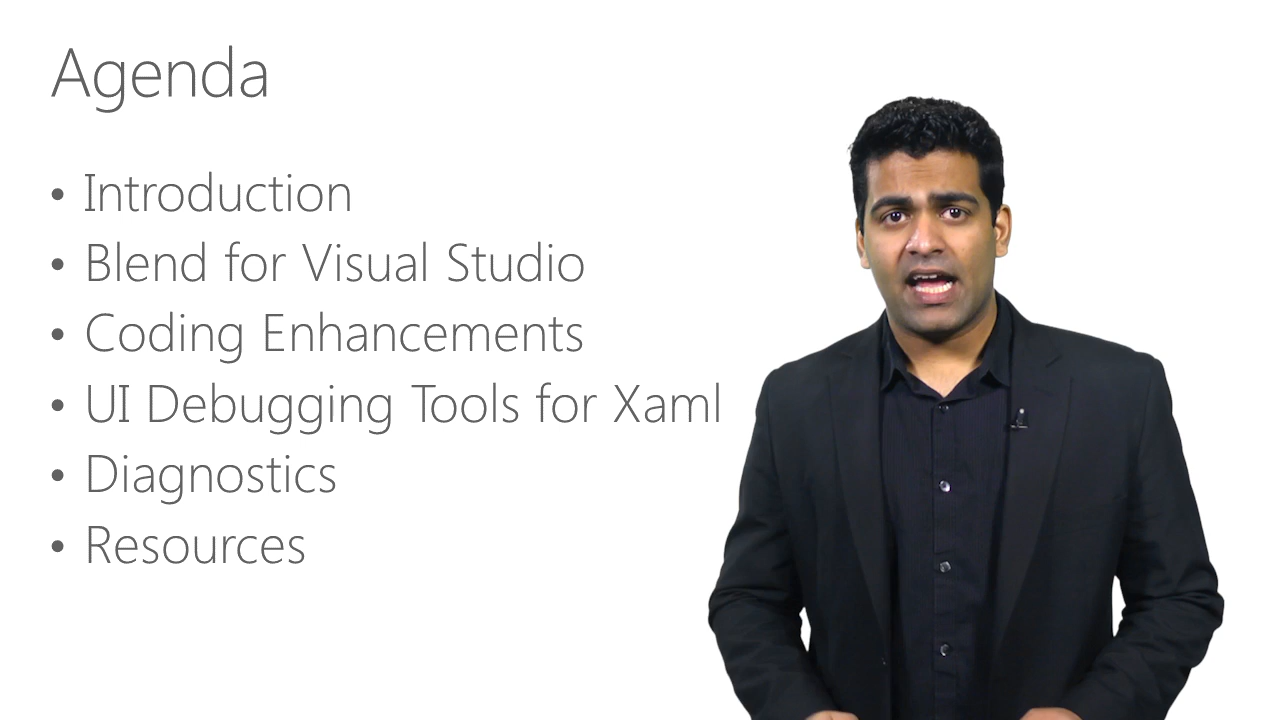 Agenda
• Introduction
• Blend for Visual Studio
• Coding Enhancements
• UI Debugging Tools for Xaml
• Diagnostics
• Resources